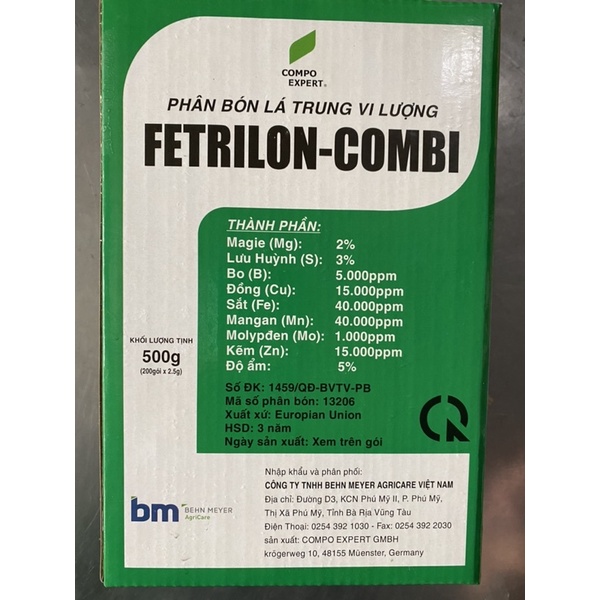 COMPO
EXPERT®
PHÂN BÓN LÁ TRUNG VI LƯỢNG
FETRILON-COMBI
THÀNH PHẦN:
Magie (Mg): 2%
Lưu Huỳnh (S): 3%
Bo (B): 5.000ppm
Đồng (Cu): 15.000ppm
Sắt (Fe): 40.000ppm
Mangan (Mn): 40.000ppm
Molypđen (Mo): 1.000ppm
Kẽm (Zn): 15.000ppm
Độ ẩm: 5%
KHỐI LƯỢNG TỊNH
500g
(200gói x 2.5g)
Số ĐK: 1459/QĐ-BVTV-PB
Mã số phân bón: 13206
Xuất xứ: Europian Union
HSD: 3 năm
Ngày sản xuất: Xem trên gói
bm BEHN MEYER
AgriCare
Nhập khẩu và phân phối:
CÔNG TY TNHH BEHN MEYER AGRICARE VIỆT NAM
Địa chỉ: Đường D3, KCN Phú Mỹ II, P. Phú Mỹ,
Thị Xã Phú Mỹ, Tỉnh Bà Rịa Vũng Tàu
Điện Thoại: 0254 392 1030 - Fax: 0254 392 2030
sản xuất: COMPO EXPERT GMBH
krögerweg 10, 48155 Müenster, Germany